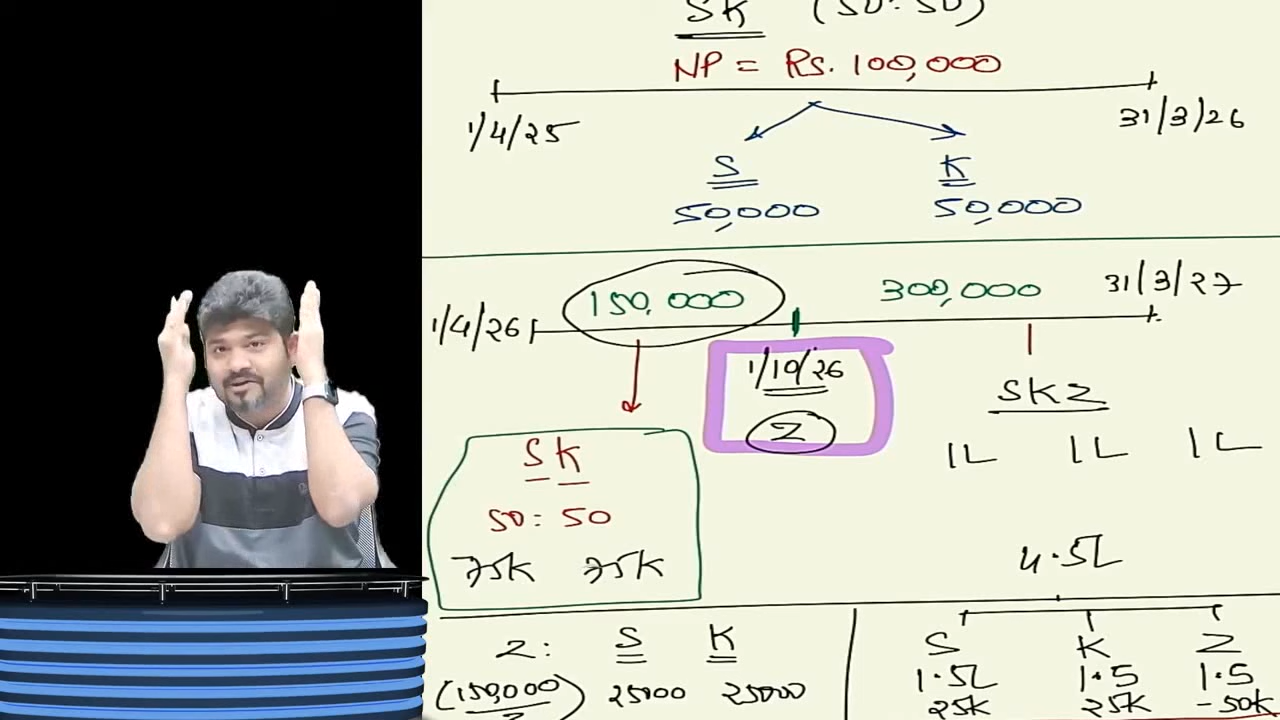 SK (50:50)
NP = Rs. 100,000
1/4/25 31/3/26
S K
50,000 50,000
150,000 300,000 31/3/27
1/4/26
1/10/26
Z
SKZ
1L 1L 1L
SK
50:50
75K 75K
4.5L
Z: S K
(150,000) 25000 25000
3
S K Z
1.5L 1.5 1.5
25K 25K -50K